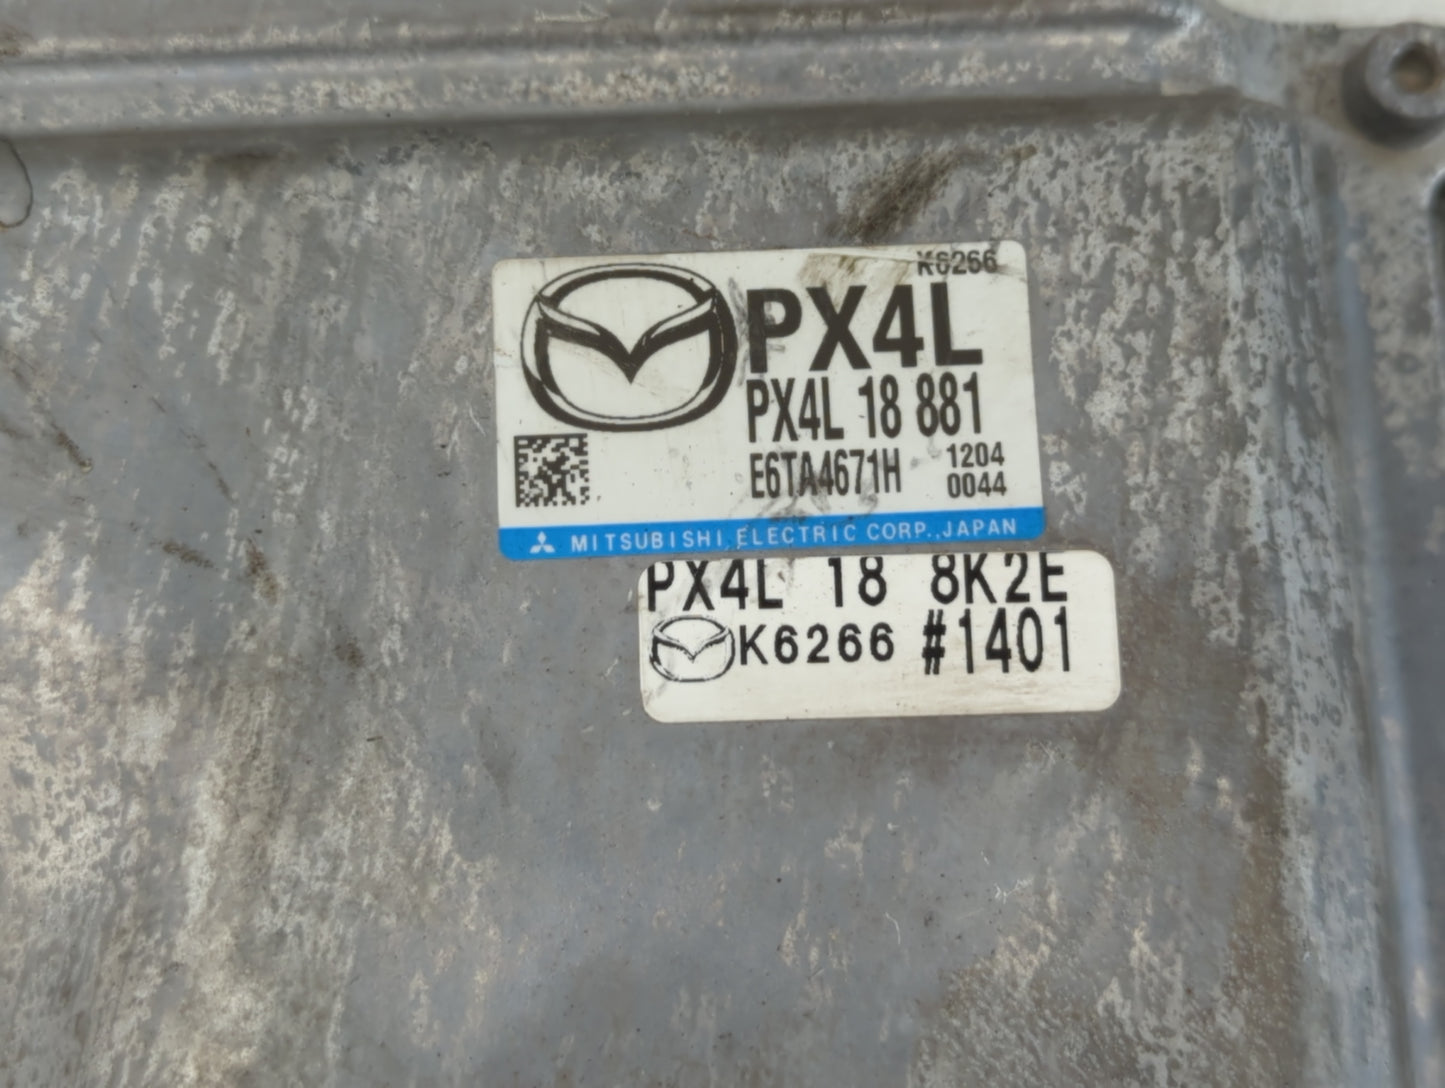 K6266
PX4L
PX4L 18 881
E6TA4671H 1204
0044
MITSUBISHI ELECTRIC CORP., JAPAN
PX4L 18 8K2E
K6266 #1401